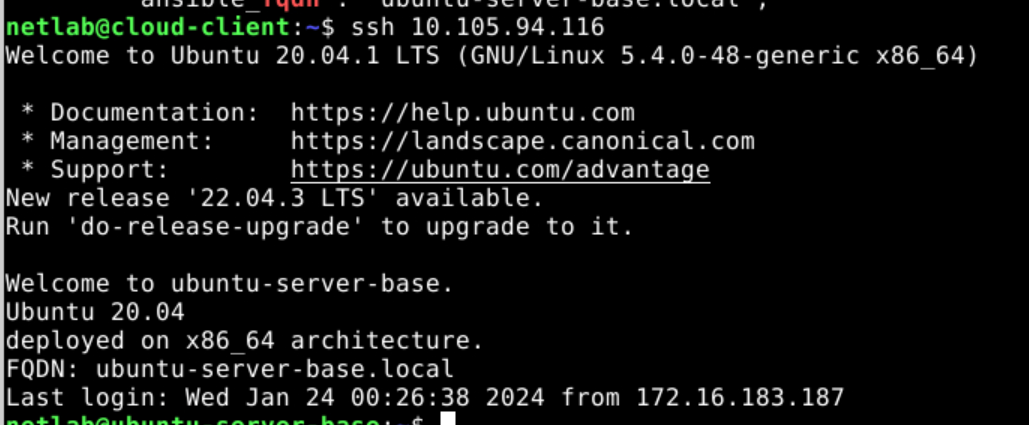 ansible_fqdn : ubuntu-server-base.local ,
netlab@cloud-client:~$ ssh 10.105.94.116
Welcome to Ubuntu 20.04.1 LTS (GNU/Linux 5.4.0-48-generic x86_64)
* Documentation: https://help.ubuntu.com
* Management: https://landscape.canonical.com
* Support: https://ubuntu.com/advantage
New release '22.04.3 LTS' available.
Run 'do-release-upgrade' to upgrade to it.
Welcome to ubuntu-server-base.
Ubuntu 20.04
deployed on x86_64 architecture.
FQDN: ubuntu-server-base.local
Last login: Wed Jan 24 00:26:38 2024 from 172.16.183.187
netlab@ubuntu-server-base:~$